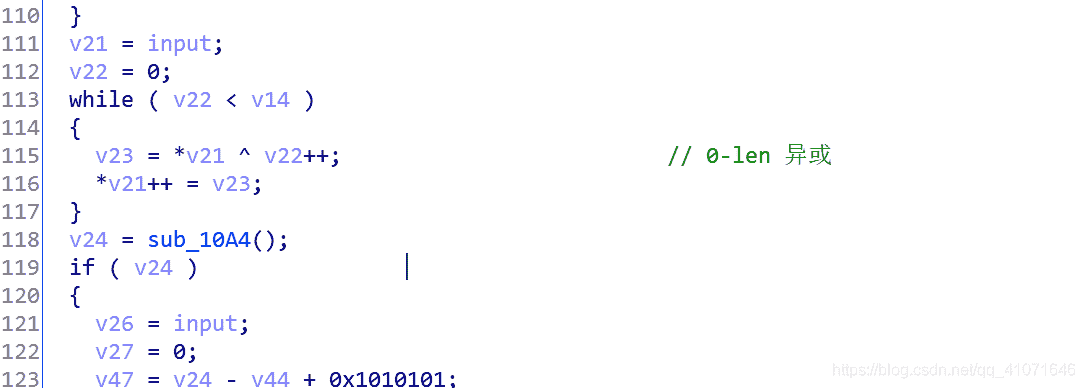 110 }
111 v21 = input;
112 v22 = 0;
113 while ( v22 < v14 )
114 {
115 v23 = *v21 ^ v22++; // 0-len 异或
116 *v21++ = v23;
117 }
118 v24 = sub_10A4();
119 if ( v24 )
120 {
121 v26 = input;
122 v27 = 0;
123 v47 = v24 - v44 + 0x1010101;
https://blog.csdn.net/qq_41071646